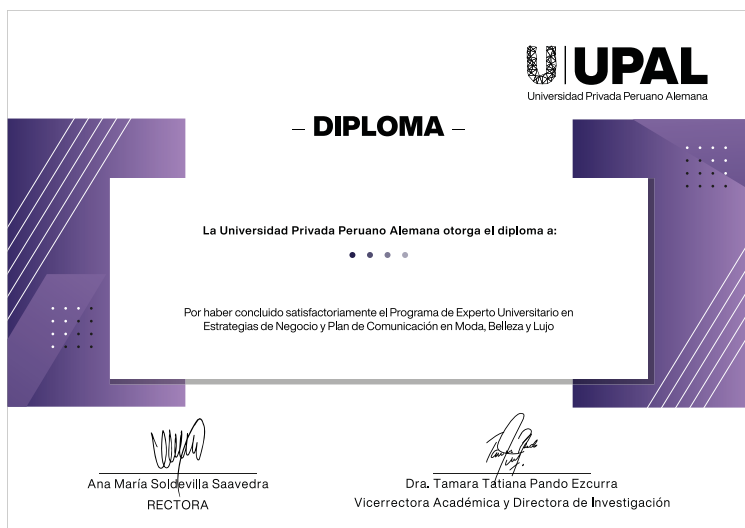 UPAL
Universidad Privada Peruano Alemana
– DIPLOMA –
La Universidad Privada Peruano Alemana otorga el diploma a:
Por haber concluido satisfactoriamente el Programa de Experto Universitario en
Estrategias de Negocio y Plan de Comunicación en Moda, Belleza y Lujo
Ana María Soldevilla Saavedra
RECTORA
Dra. Tamara Tatiana Pando Ezcurra
Vicerrectora Académica y Directora de Investigación